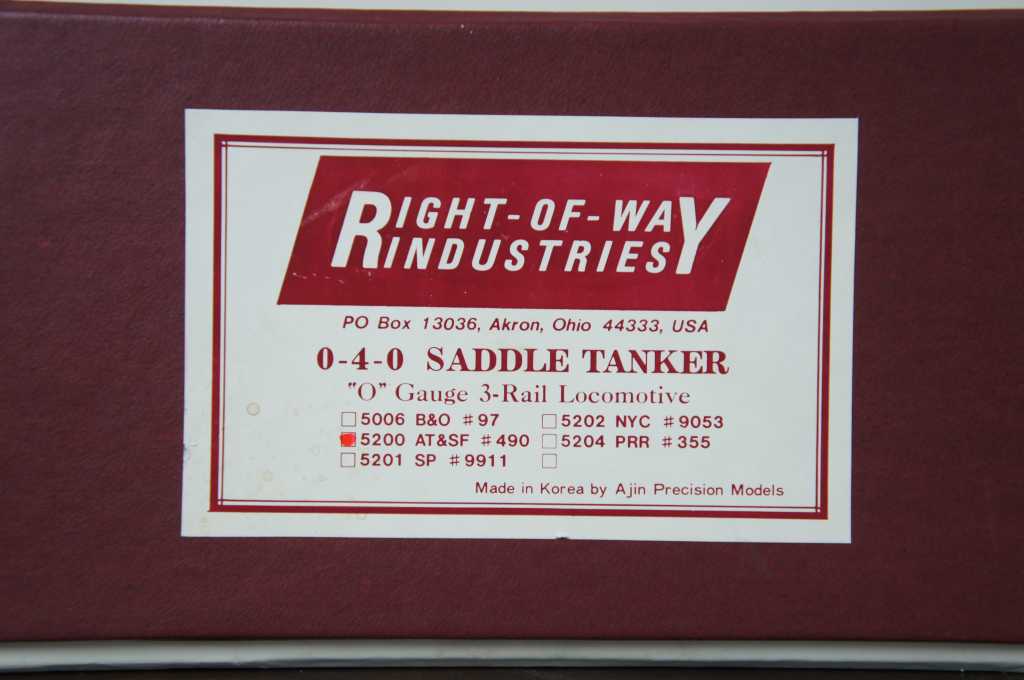 RIGHT-OF-WAY
INDUSTRIES
PO Box 13036, Akron, Ohio 44333, USA
0-4-0 SADDLE TANKER
"O" Gauge 3-Rail Locomotive
5006 B&O #97 5202 NYC #9053
5200 AT&SF #490 5204 PRR #355
5201 SP #9911
Made in Korea by Ajin Precision Models